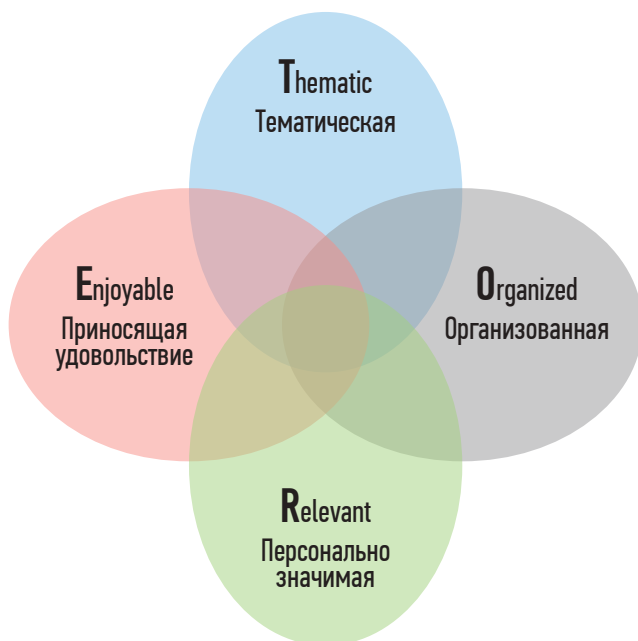 Thematic
Тематическая
Enjoyable
Приносящая
удовольствие
Organized
Организованная
Relevant
Персонально
значимая